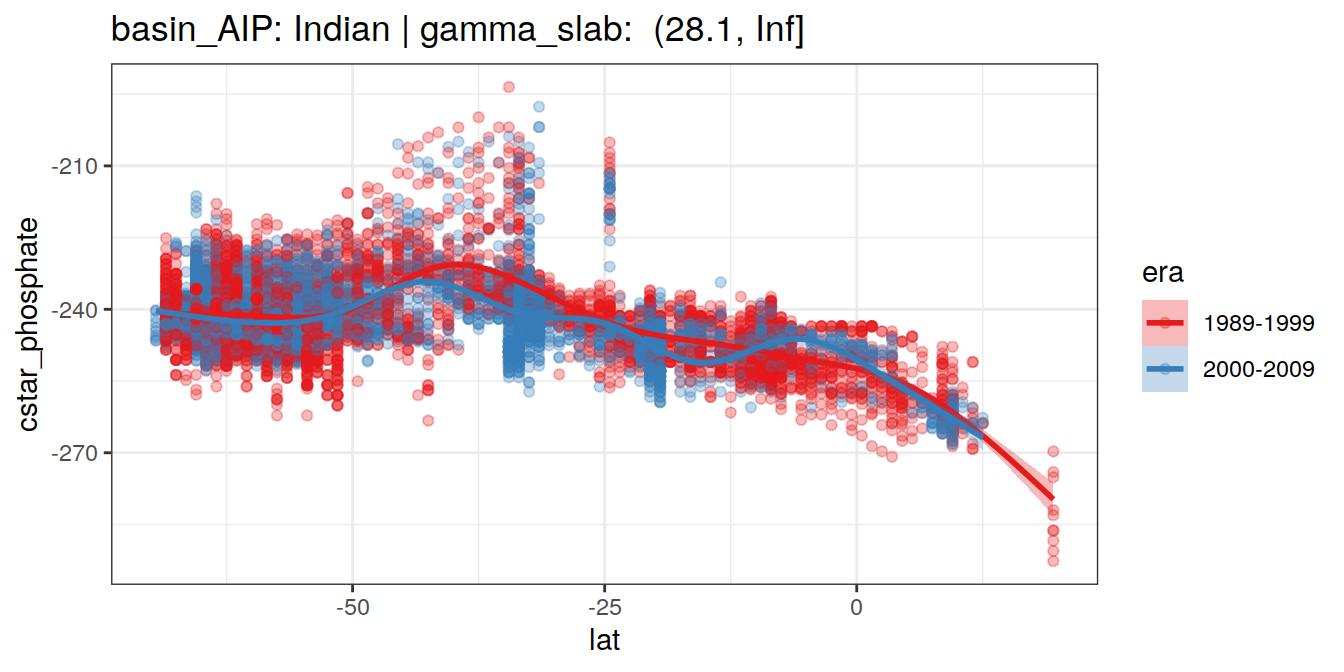 basin_AIP: Indian | gamma_slab:  (28.1, Inf]
cstar_phosphate
-210
-240
-270
-50
-25
0
lat
era
1989-1999
2000-2009